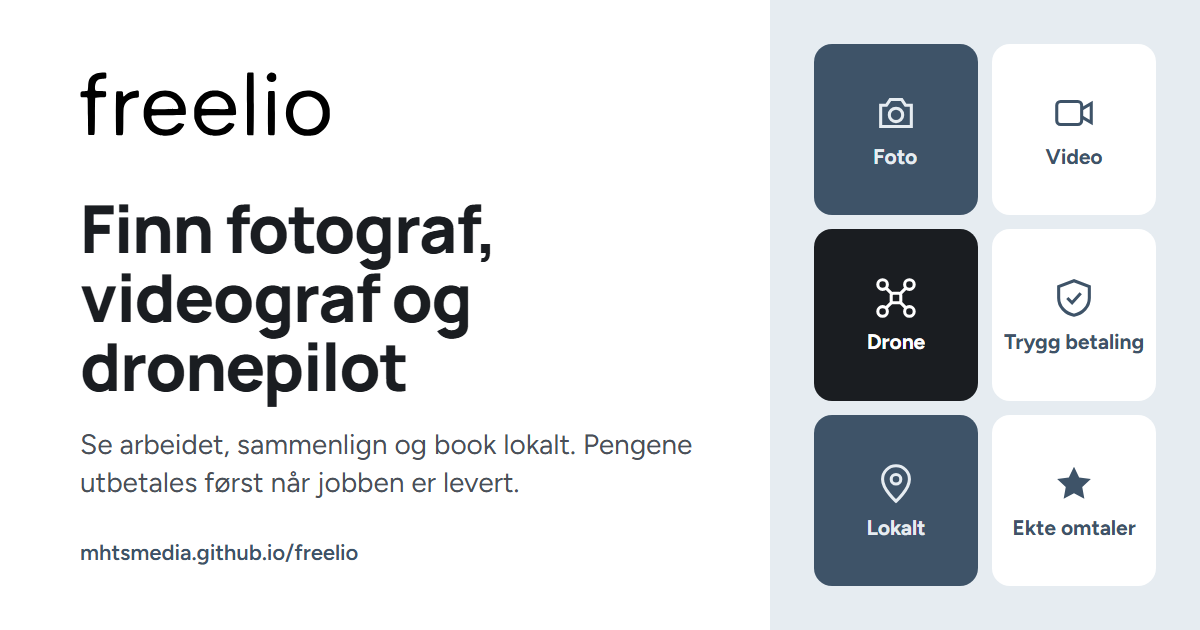 freelio
Finn fotograf,
videograf og
dronepilot
Se arbeidet, sammenlign og book lokalt. Pengene
utbetales først når jobben er levert.
mhtsmedia.github.io/freelio
Foto
Video
Drone
Trygg betaling
Lokalt
Ekte omtaler